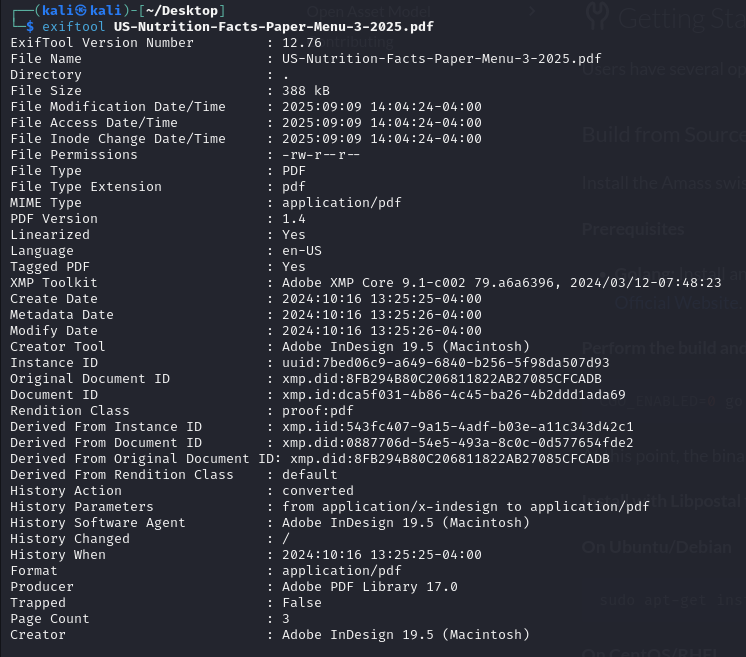 ┌──(kali㉿kali)-[~/Desktop]
└─$ exiftool US-Nutrition-Facts-Paper-Menu-3-2025.pdf
ExifTool Version Number : 12.76
File Name : US-Nutrition-Facts-Paper-Menu-3-2025.pdf
Directory : .
File Size : 388 kB
File Modification Date/Time : 2025:09:09 14:04:24-04:00
File Access Date/Time : 2025:09:09 14:04:24-04:00
File Inode Change Date/Time : 2025:09:09 14:04:24-04:00
File Permissions : -rw-r--r--
File Type : PDF
File Type Extension : pdf
MIME Type : application/pdf
PDF Version : 1.4
Linearized : Yes
Language : en-US
Tagged PDF : Yes
XMP Toolkit : Adobe XMP Core 9.1-c002 79.a6a6396, 2024/03/12-07:48:23
Create Date : 2024:10:16 13:25:25-04:00
Metadata Date : 2024:10:16 13:25:26-04:00
Modify Date : 2024:10:16 13:25:26-04:00
Creator Tool : Adobe InDesign 19.5 (Macintosh)
Instance ID : uuid:7bed06c9-a649-6840-b256-5f98da507d93
Original Document ID : xmp.did:8FB294B80C206811822AB27085CFCADB
Document ID : xmp.id:dca5f031-4b86-4c45-ba26-4b2ddd1ada69
Rendition Class : proof:pdf
Derived From Instance ID : xmp.iid:543fc407-9a15-4adf-b03e-a11c343d42c1
Derived From Document ID : xmp.did:0887706d-54e5-493a-8c0c-0d577654fde2
Derived From Original Document ID: xmp.did:8FB294B80C206811822AB27085CFCADB
Derived From Rendition Class : default
History Action : converted
History Parameters : from application/x-indesign to application/pdf
History Software Agent : Adobe InDesign 19.5 (Macintosh)
History Changed : /
History When : 2024:10:16 13:25:25-04:00
Format : application/pdf
Producer : Adobe PDF Library 17.0
Trapped : False
Page Count : 3
Creator : Adobe InDesign 19.5 (Macintosh)
Open Asset Model
Getting Sta
Users have several op
Build from Source
Install the Amass swi
Prerequisites
Official Website
Perform the build and
this point, the bina
Install with Libpostal
On Ubuntu/Debian
sudo apt-get ins
On CentOS/RHEL